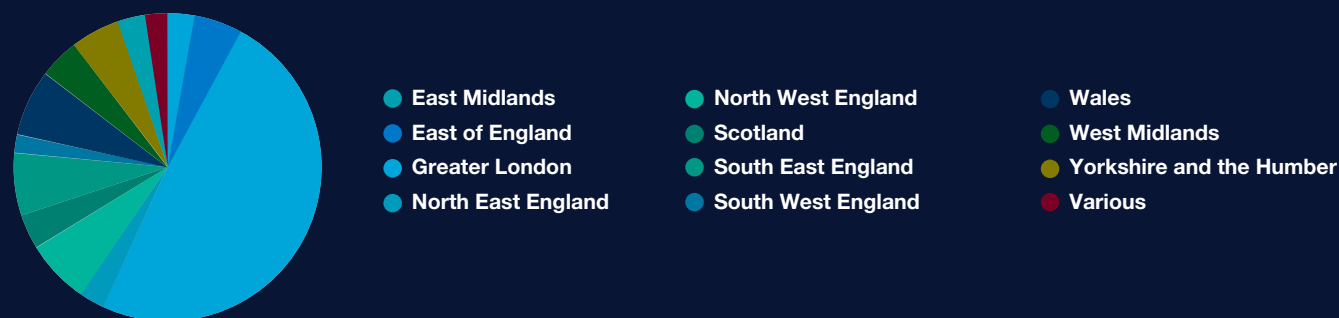 East Midlands
East of England
Greater London
North East England
North West England
Scotland
South East England
South West England
Wales
West Midlands
Yorkshire and the Humber
Various